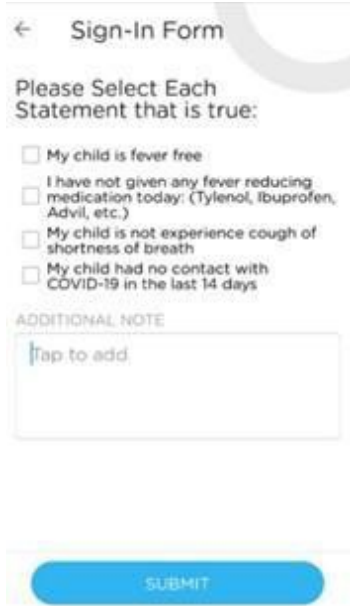 Sign-In Form
Please Select Each
Statement that is true:
My child is fever free
I have not given any fever reducing
medication today: (Tylenol, Ibuprofen,
Advil, etc.)
My child is not experience cough of
shortness of breath
My child had no contact with
COVID-19 in the last 14 days
ADDITIONAL NOTE
Tap to add
SUBMIT